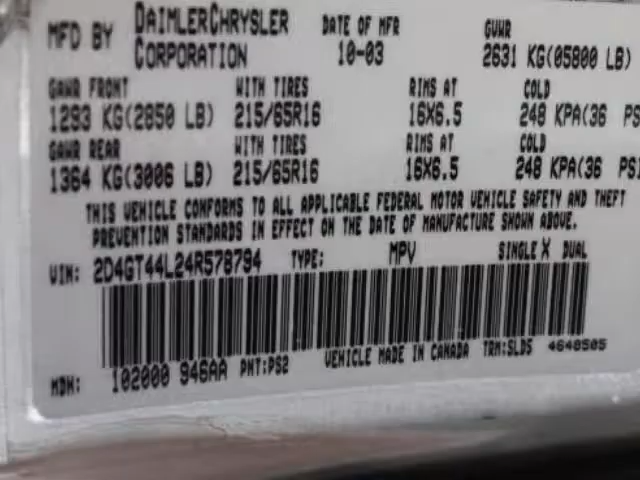 MFD BY DAIMLERCHRYSLER CORPORATION DATE OF MFR 10-03 GVWR 2631 KG(05800 LB)
GAWR FRONT WITH TIRES RIMS AT COLD
1293 KG(2850 LB) 215/65R16 16X6.5 248 KPA(36 PS
GAWR REAR WITH TIRES RIMS AT COLD
1364 KG(3006 LB) 215/65R16 16X6.5 248 KPA(36 PSI
THIS VEHICLE CONFORMS TO ALL APPLICABLE FEDERAL MOTOR VEHICLE SAFETY AND THEFT
PREVENTION STANDARDS IN EFFECT ON THE DATE OF MANUFACTURE SHOWN ABOVE.
VIN: 2D4GT44L24R578794 TYPE: MPV SINGLE X DUAL
MDH: 102000 946AA PNT:PS2 VEHICLE MADE IN CANADA TRM:SLD5 4648505